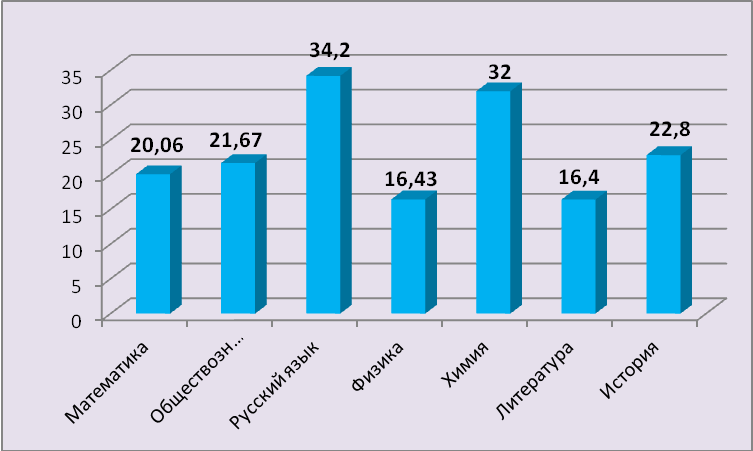 34,2
32
22,8
21,67
20,06
16,43
16,4
35
30
25
20
15
10
5
0
Математика
Обществозн...
Русский язык
Физика
Химия
Литература
История